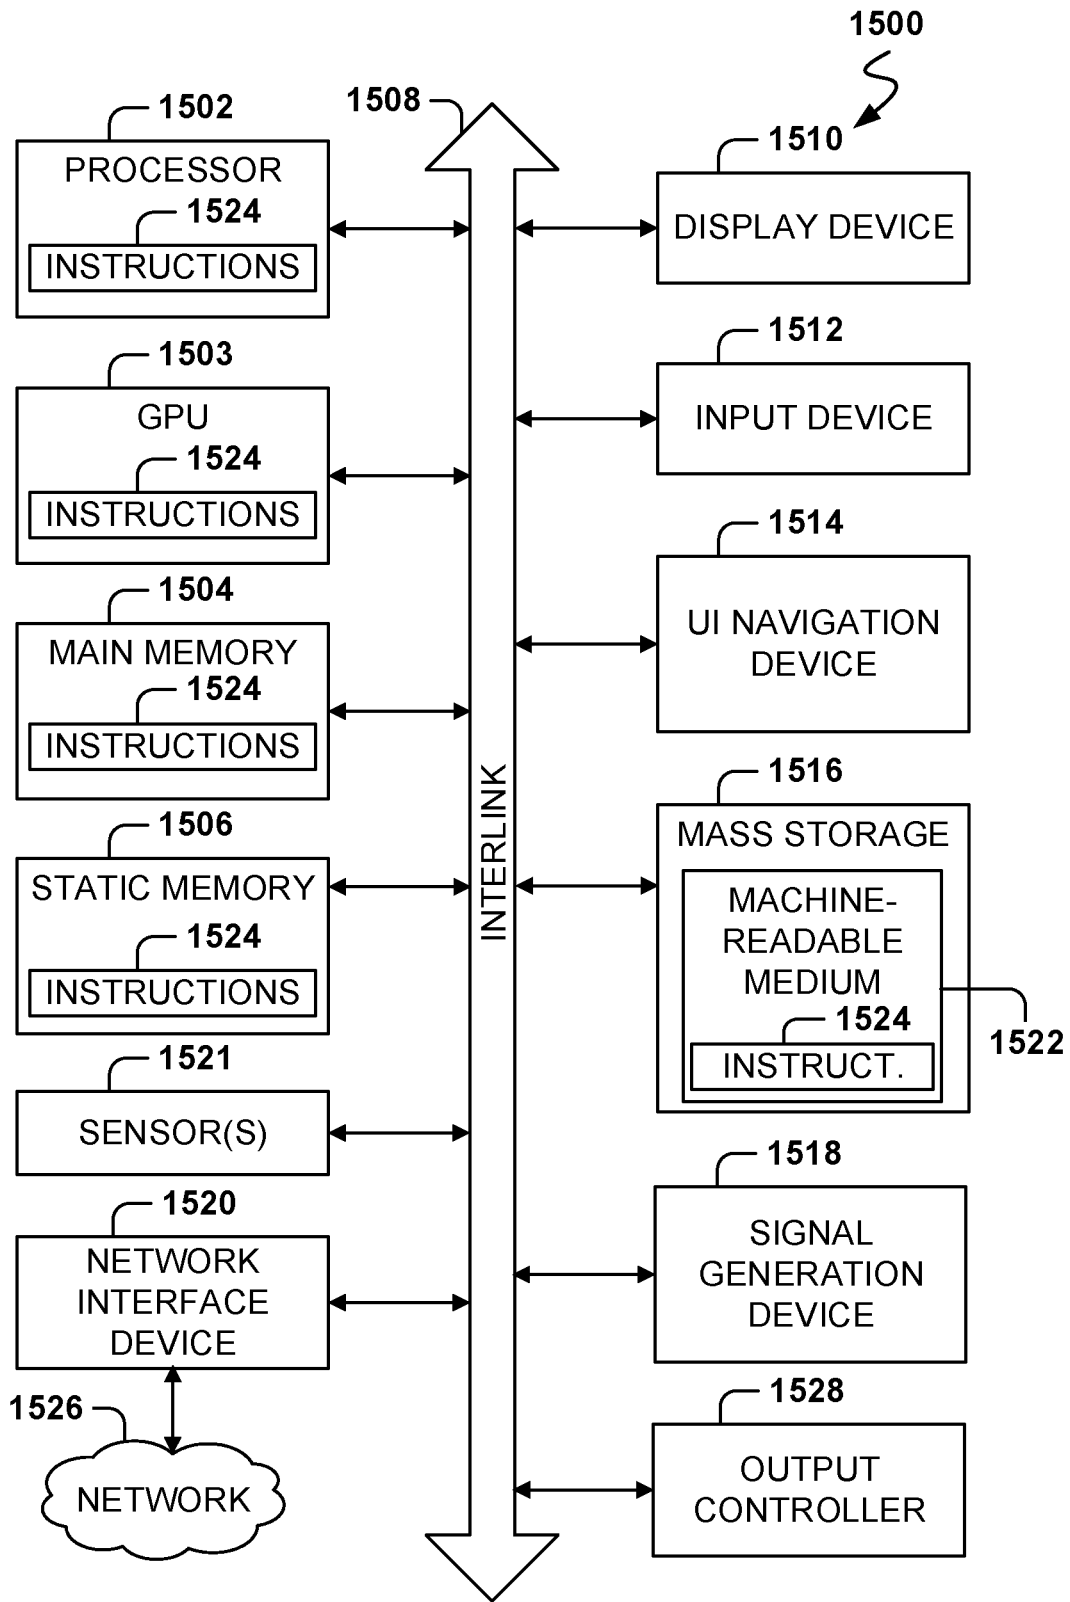 1500
1502
PROCESSOR
1524
INSTRUCTIONS
1503
GPU
1524
INSTRUCTIONS
1504
MAIN MEMORY
1524
INSTRUCTIONS
1506
STATIC MEMORY
1524
INSTRUCTIONS
1521
SENSOR(S)
1520
NETWORK
INTERFACE
DEVICE
1526
NETWORK
1508
INTERLINK
1510
DISPLAY DEVICE
1512
INPUT DEVICE
1514
UI NAVIGATION
DEVICE
1516
MASS STORAGE
MACHINE-
READABLE
MEDIUM
1524
INSTRUCT.
1522
1518
SIGNAL
GENERATION
DEVICE
1528
OUTPUT
CONTROLLER